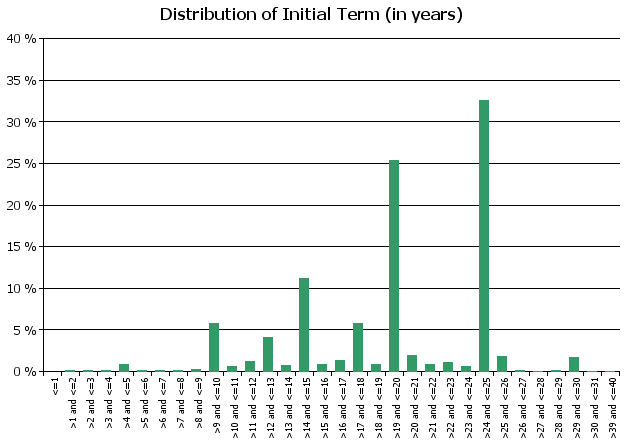 Distribution of Initial Term (in years)
40 %
35 %
30 %
25 %
20 %
15 %
10 %
5 %
0 %
<=1
>1 and <=2
>2 and <=3
>3 and <=4
>4 and <=5
>5 and <=6
>6 and <=7
>7 and <=8
>8 and <=9
>9 and <=10
>10 and <=11
>11 and <=12
>12 and <=13
>13 and <=14
>14 and <=15
>15 and <=16
>16 and <=17
>17 and <=18
>18 and <=19
>19 and <=20
>20 and <=21
>21 and <=22
>22 and <=23
>23 and <=24
>24 and <=25
>25 and <=26
>26 and <=27
>27 and <=28
>28 and <=29
>29 and <=30
>30 and <=31
>39 and <=40